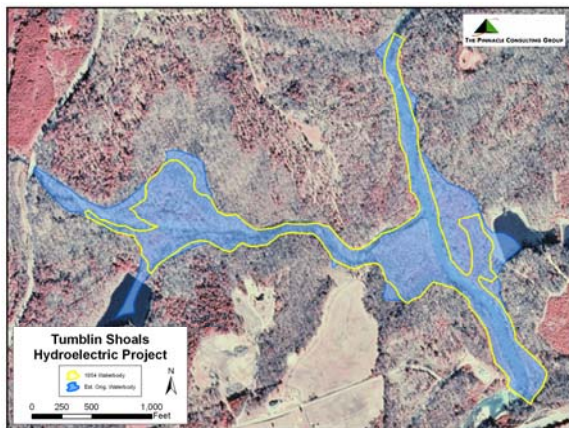 THE PINNACLE CONSULTING GROUP
Tumblin Shoals
Hydroelectric Project
1954 Waterbody
Est. Orig. Waterbody
N
0 250 500 1,000
Feet